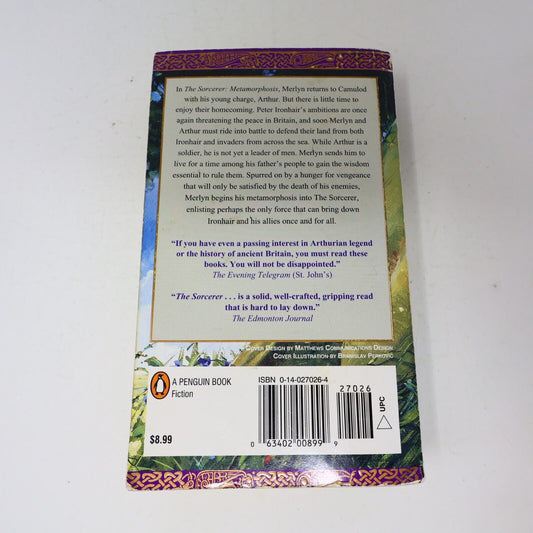 In The Sorcerer: Metamorphosis, Merlyn returns to Camulod
with his young charge, Arthur. But there is little time to
enjoy their homecoming. Peter Ironhair's ambitions are once
again threatening the peace in Britain, and soon Merlyn and
Arthur must ride into battle to defend their land from both
Ironhair and invaders from across the sea. While Arthur is a
soldier, he is not yet a leader of men. Merlyn sends him to
live for a time among his father's people to gain the wisdom
essential to rule them. Spurred on by a hunger for vengeance
that will only be satisfied by the death of his enemies,
Merlyn begins his metamorphosis into The Sorcerer,
enlisting perhaps the only force that can bring down
Ironhair and his allies once and for all.
“If you have even a passing interest in Arthurian legend
or the history of ancient Britain, you must read these
books. You will not be disappointed.”
The Evening Telegram (St. John's)
“The Sorcerer . . . is a solid, well-crafted, gripping read
that is hard to lay down.”
The Edmonton Journal
Cover Design by Matthews Communications Design
Cover Illustration by Branislav Perkovic
A PENGUIN BOOK
Fiction
$8.99
ISBN 0-14-027026-4
27026
0 63402 00899 9
UPC